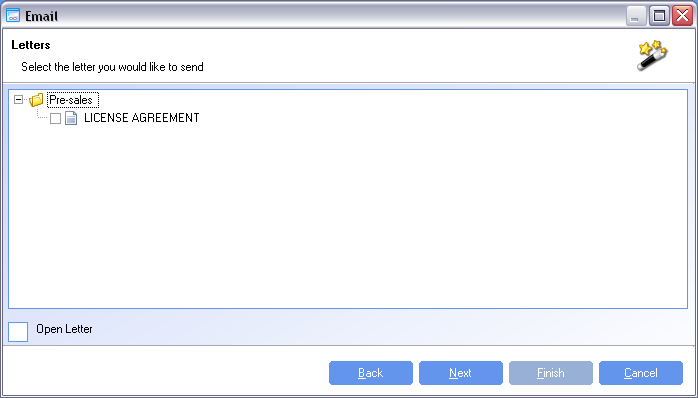 Email
Letters
Select the letter you would like to send
Pre-sales
LICENSE AGREEMENT
Open Letter
Back Next Finish Cancel